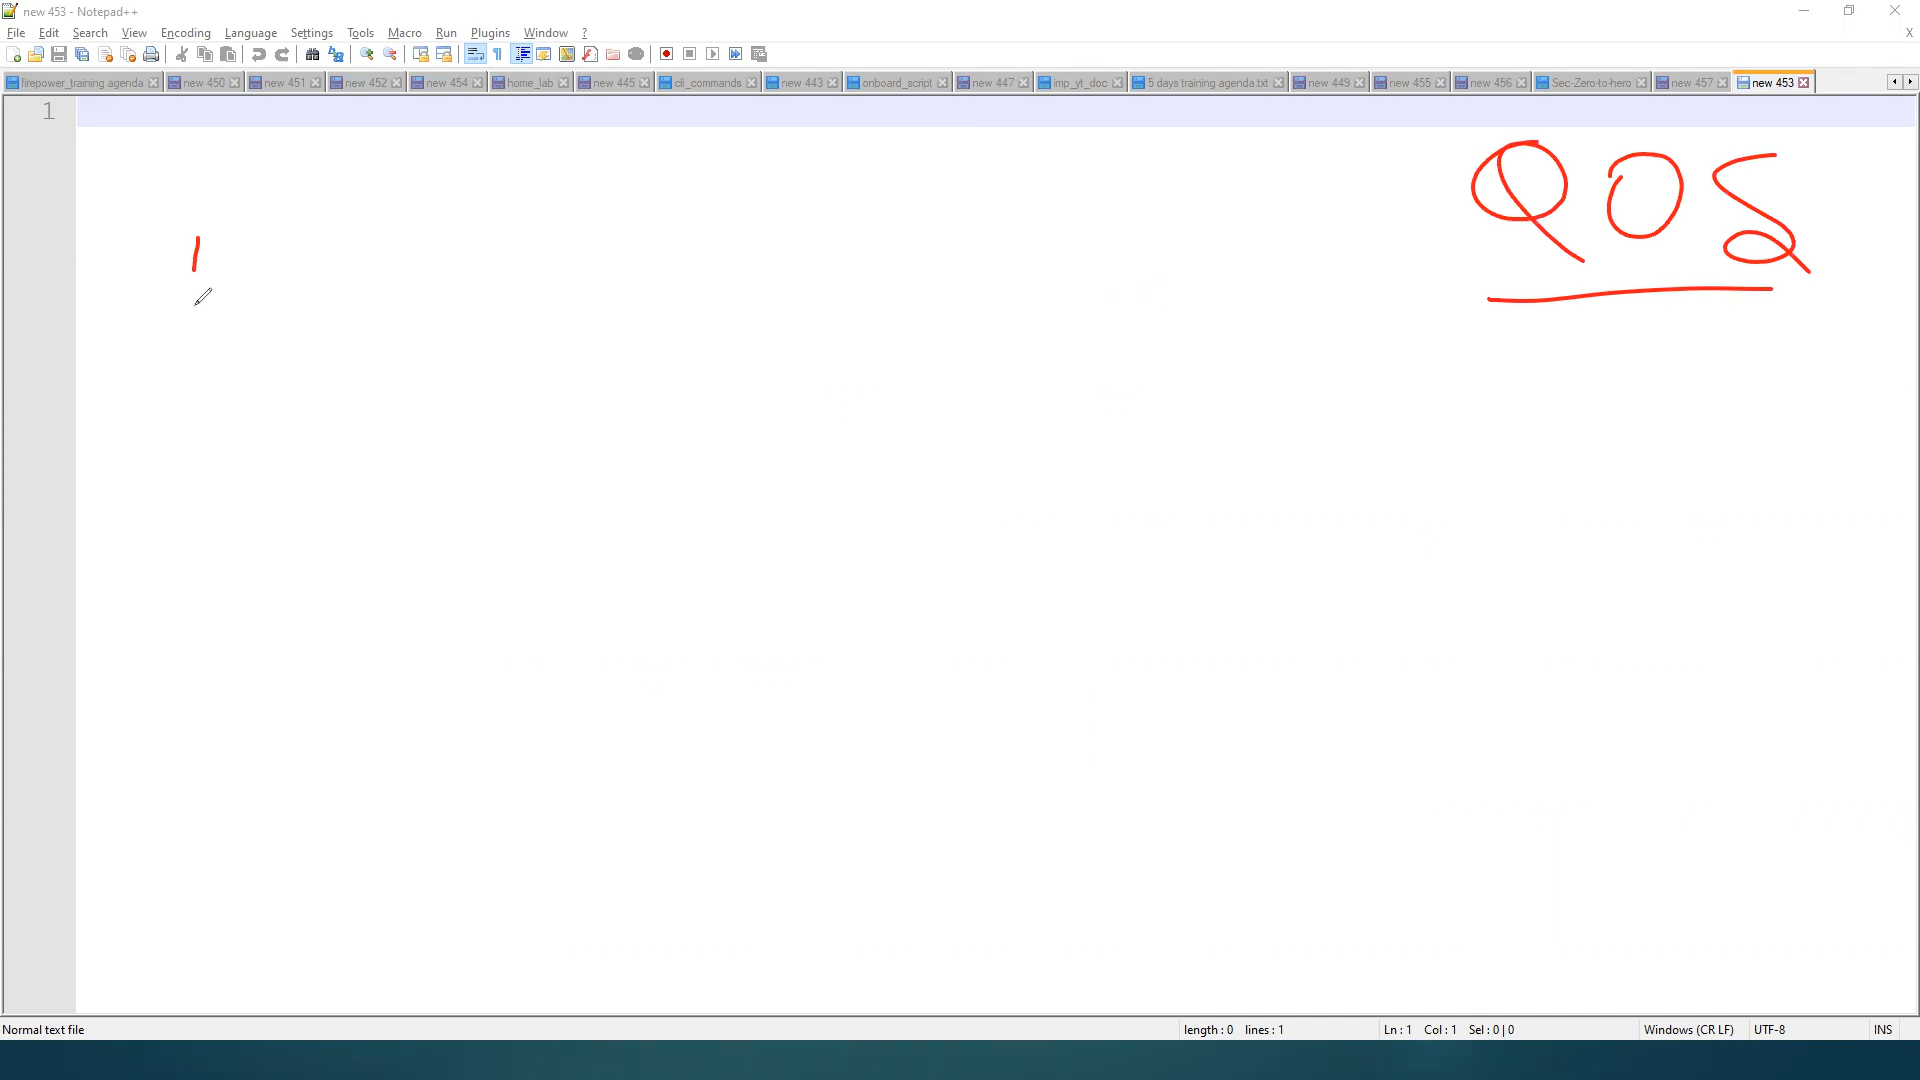 new 453 - Notepad++
File Edit Search View Encoding Language Settings Tools Macro Run Plugins Window ? X
firepower_training agenda new 450 new 451 new 452 new 454 home_lab new 445 cli_commands new 443 onboard_script new 447 imp_yt_doc 5 days training agenda.txt new 449 new 455 new 456 Sec-Zero-to-hero new 457 new 453
1
QOS
1
Normal text file length : 0 lines : 1 Ln : 1 Col : 1 Sel : 0 | 0 Windows (CR LF) UTF-8 INS